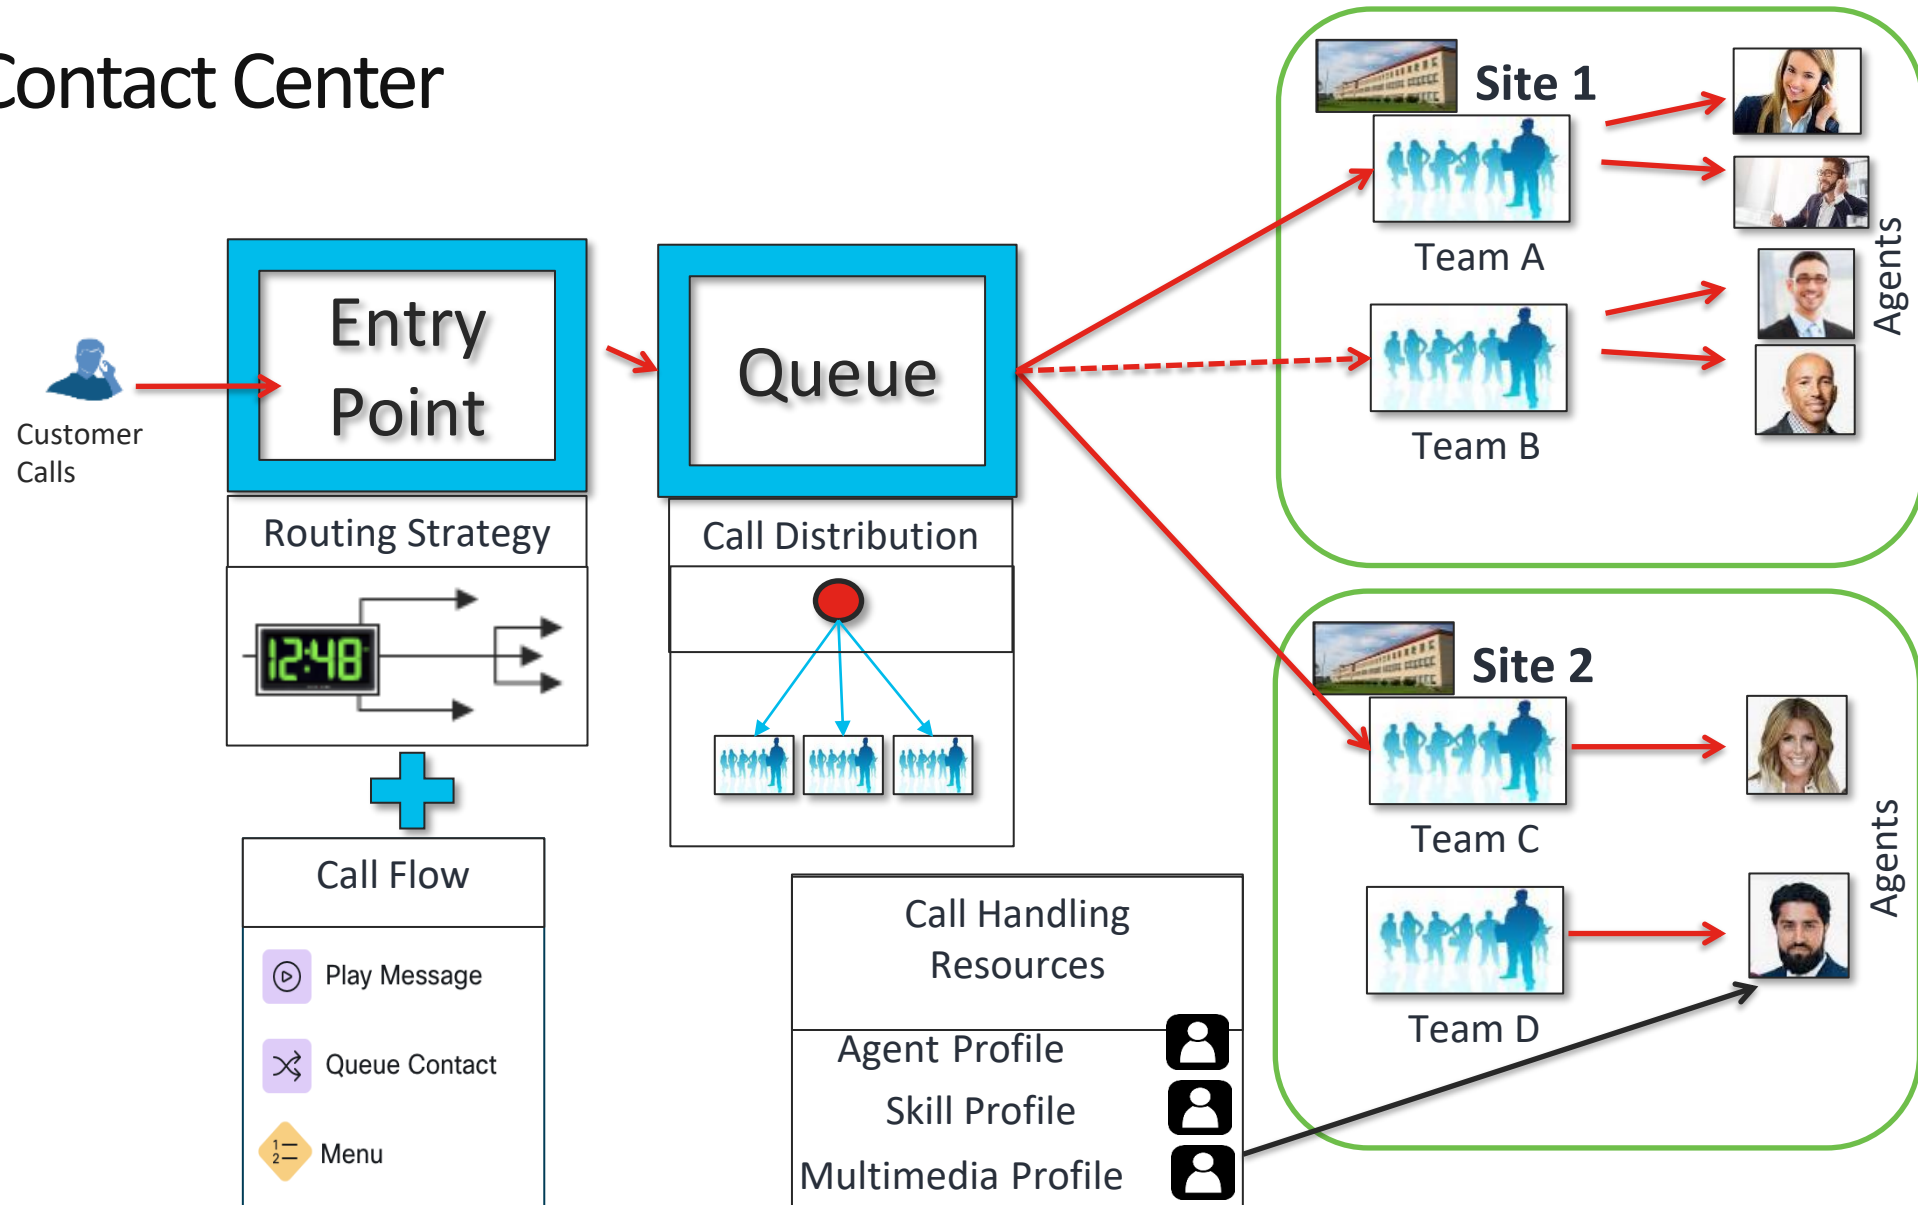 Contact Center
Customer
Calls
Entry
Point
Routing Strategy
12:48
Call Flow
Play Message
Queue Contact
1
2
Menu
Queue
Call Distribution
Call Handling
Resources
Agent Profile
Skill Profile
Multimedia Profile
Site 1
Team A
Team B
Agents
Site 2
Team C
Team D
Agents